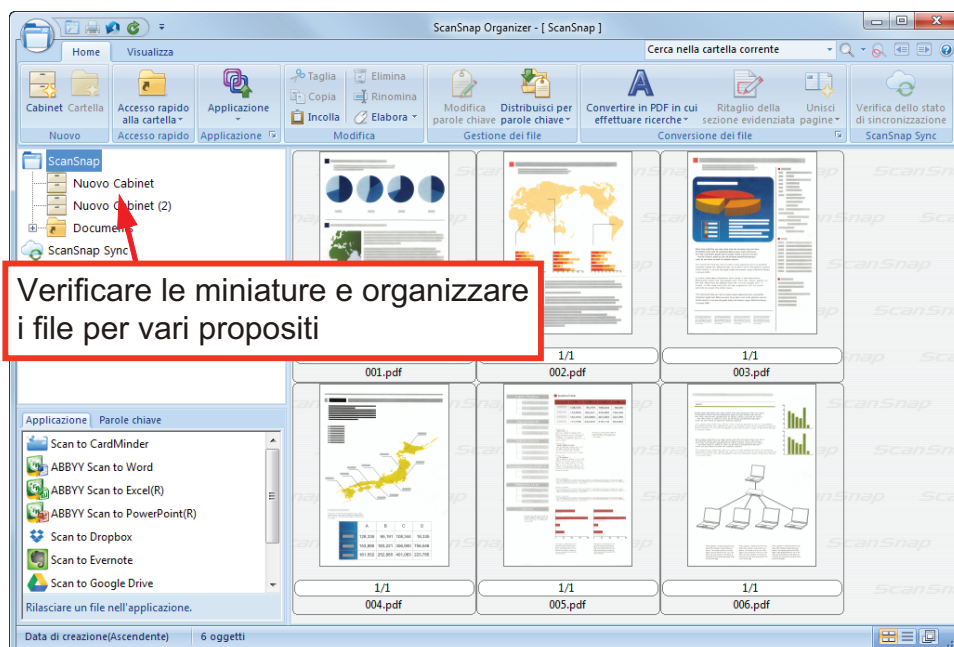 ScanSnap Organizer - [ ScanSnap ]
Home Visualizza
Cerca nella cartella corrente
Cabinet Cartella
Nuovo
Accesso rapido
alla cartella
Accesso rapido
Applicazione
Applicazione
Taglia
Copia
Incolla
Elimina
Rinomina
Elabora
Modifica
Modifica
parole chiave
Distribuisci per
parole chiave
Gestione dei file
Convertire in PDF in cui
effettuare ricerche
Ritaglio della
sezione evidenziata
Unisci
pagine
Conversione dei file
Verifica dello stato
di sincronizzazione
ScanSnap Sync
ScanSnap
Nuovo Cabinet
Nuovo Cabinet (2)
ScanSnap Sync
Verificare le miniature e organizzare
i file per vari propositi
Applicazione Parole chiave
Scan to CardMinder
ABBYY Scan to Word
ABBYY Scan to Excel(R)
ABBYY Scan to PowerPoint(R)
Scan to Dropbox
Scan to Evernote
Scan to Google Drive
Rilasciare un file nell'applicazione.
001.pdf
1/1
002.pdf
1/1
003.pdf
1/1
004.pdf
1/1
005.pdf
1/1
006.pdf
Data di creazione(Ascendente) 6 oggetti